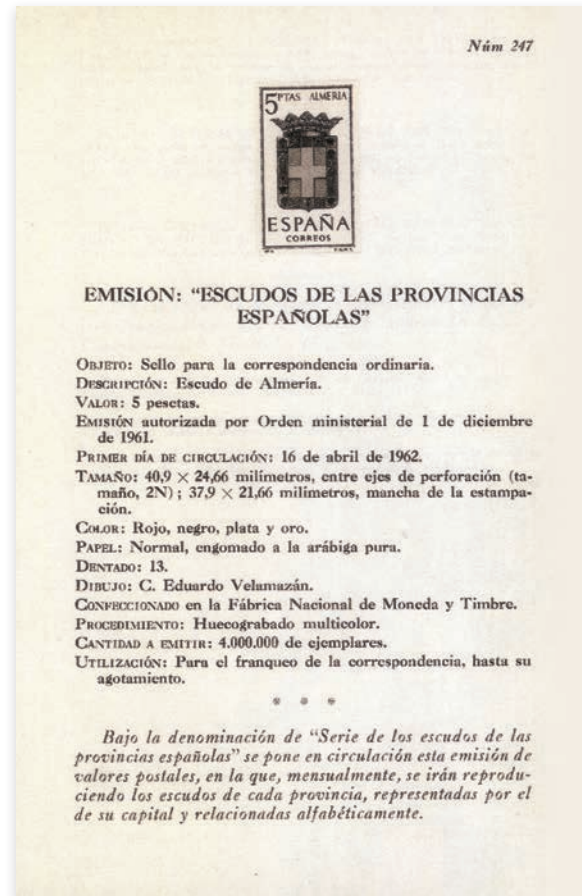 Núm 247
5 PTAS ALMERIA
ESPAÑA
CORREOS
EMISIÓN: "ESCUDOS DE LAS PROVINCIAS
ESPAÑOLAS"
OBJETO: Sello para la correspondencia ordinaria.
DESCRIPCIÓN: Escudo de Almería.
VALOR: 5 pesetas.
EMISIÓN autorizada por Orden ministerial de 1 de diciembre
de 1961.
PRIMER DÍA DE CIRCULACIÓN: 16 de abril de 1962.
TAMAÑO: 40,9 × 24,66 milímetros, entre ejes de perforación (ta-
maño, 2N); 37,9 × 21,66 milímetros, mancha de la estampa-
ción.
COLOR: Rojo, negro, plata y oro.
PAPEL: Normal, engomado a la arábiga pura.
DENTADO: 13.
DIBUJO: C. Eduardo Velamazán.
CONFECCIONADO en la Fábrica Nacional de Moneda y Timbre.
PROCEDIMIENTO: Huecograbado multicolor.
CANTIDAD A EMITIR: 4.000.000 de ejemplares.
UTILIZACIÓN: Para el franqueo de la correspondencia, hasta su
agotamiento.
* * *
Bajo la denominación de "Serie de los escudos de las
provincias españolas" se pone en circulación esta emisión de
valores postales, en la que, mensualmente, se irán reprodu-
ciendo los escudos de cada provincia, representadas por el
de su capital y relacionadas alfabéticamente.